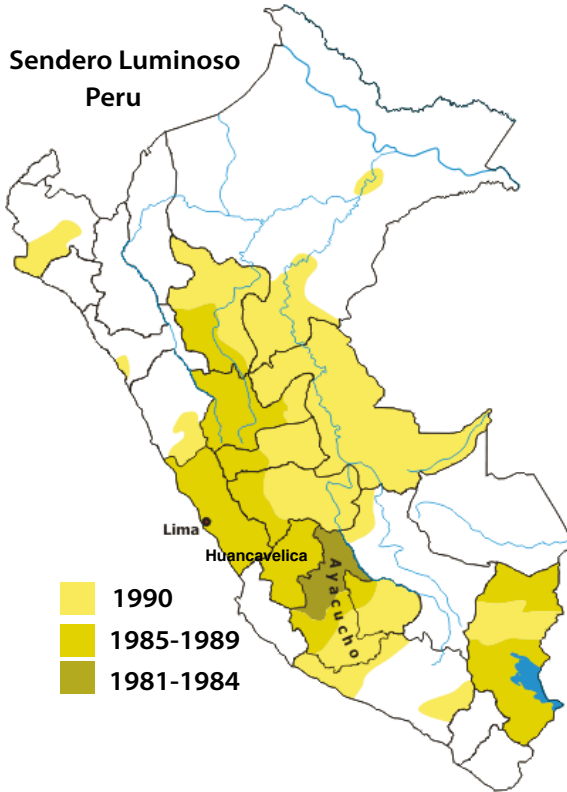 Sendero Luminoso
Peru
Lima
Huancavelica
Ayacucho
1990
1985-1989
1981-1984